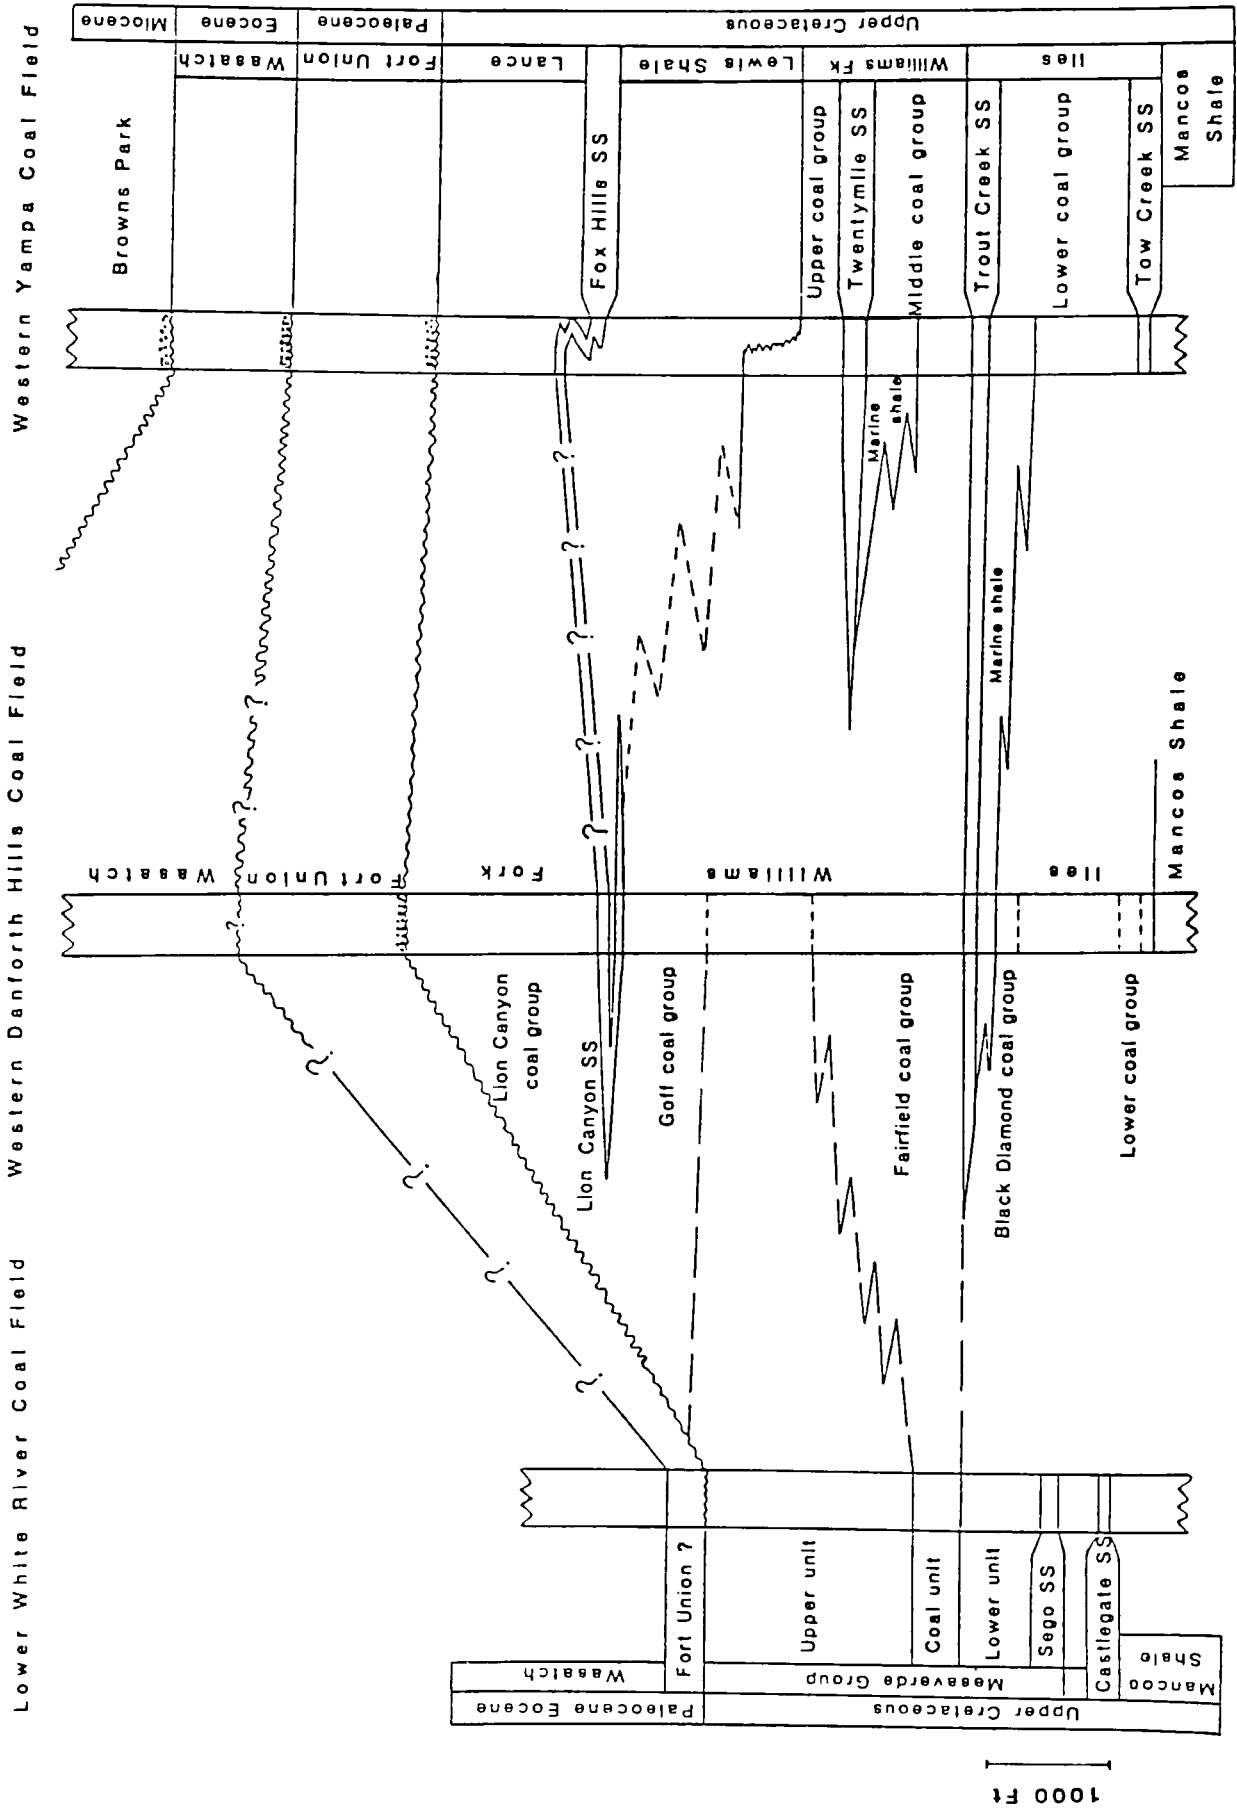 Lower White River Coal Field
Western Danforth Hills Coal Field
Western Yampa Coal Field
Paleocene Eocene
Upper Cretaceous
Wasatch
Mesaverde Group
Mancos
Shale
Fort Union ?
Upper unit
Coal unit
Lower unit
Sego SS
Castlegate SS
1000 Ft
?
?
?
?
Wasatch
Fort Union
Fork
Williams
Iles
Mancos Shale
?
Lion Canyon
coal group
Lion Canyon SS
Goff coal group
Fairfield coal group
Black Diamond coal group
Lower coal group
?
?
?
?
?
?
?
Marine
shale
Marine shale
Browns Park
Fox Hills SS
Upper coal group
Twentymile SS
Middle coal group
Trout Creek SS
Lower coal group
Tow Creek SS
Mancos
Shale
Wasatch
Fort Union
Lance
Lewis Shale
Williams Fk
Iles
Miocene
Eocene
Paleocene
Upper Cretaceous